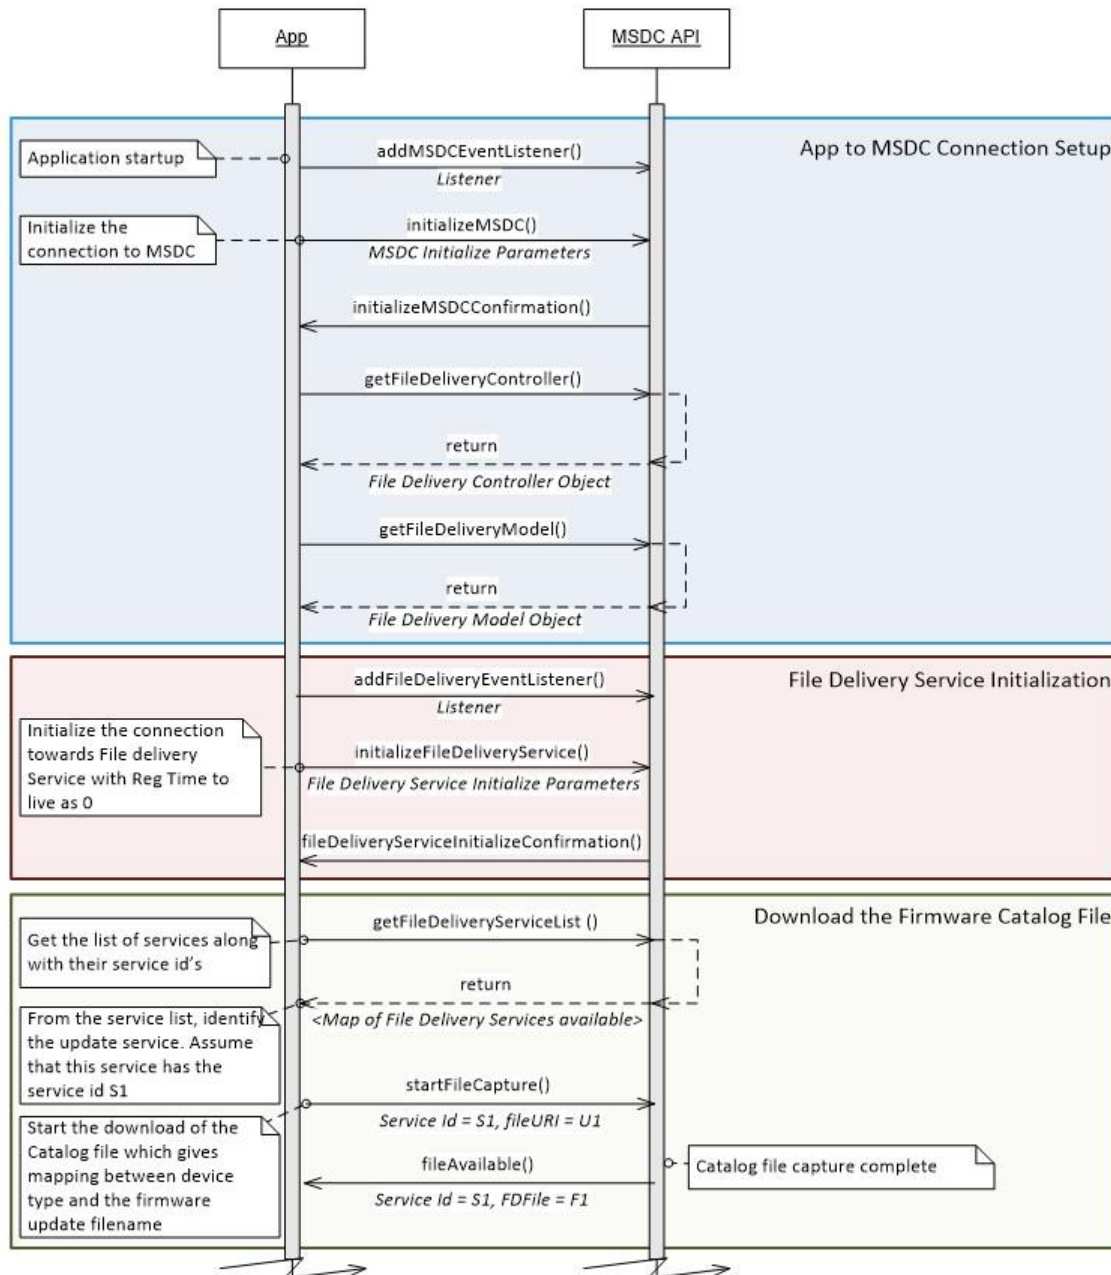 App
MSDC API
App to MSDC Connection Setup
Application startup
addMSDCEventListener()
Listener
Initialize the
connection to MSDC
initializeMSDC()
MSDC Initialize Parameters
initializeMSDCConfirmation()
getFileDeliveryController()
return
File Delivery Controller Object
getFileDeliveryModel()
return
File Delivery Model Object
File Delivery Service Initialization
addFileDeliveryEventListener()
Listener
Initialize the connection
towards File delivery
Service with Reg Time to
live as 0
initializeFileDeliveryService()
File Delivery Service Initialize Parameters
fileDeliveryServiceInitializeConfirmation()
Download the Firmware Catalog File
getFileDeliveryServiceList ()
Get the list of services along
with their service id's
return
<Map of File Delivery Services available>
From the service list, identify
the update service. Assume
that this service has the
service id S1
startFileCapture()
Service Id = S1, fileURI = U1
Start the download of the
Catalog file which gives
mapping between device
type and the firmware
update filename
fileAvailable()
Service Id = S1, FDFile = F1
Catalog file capture complete